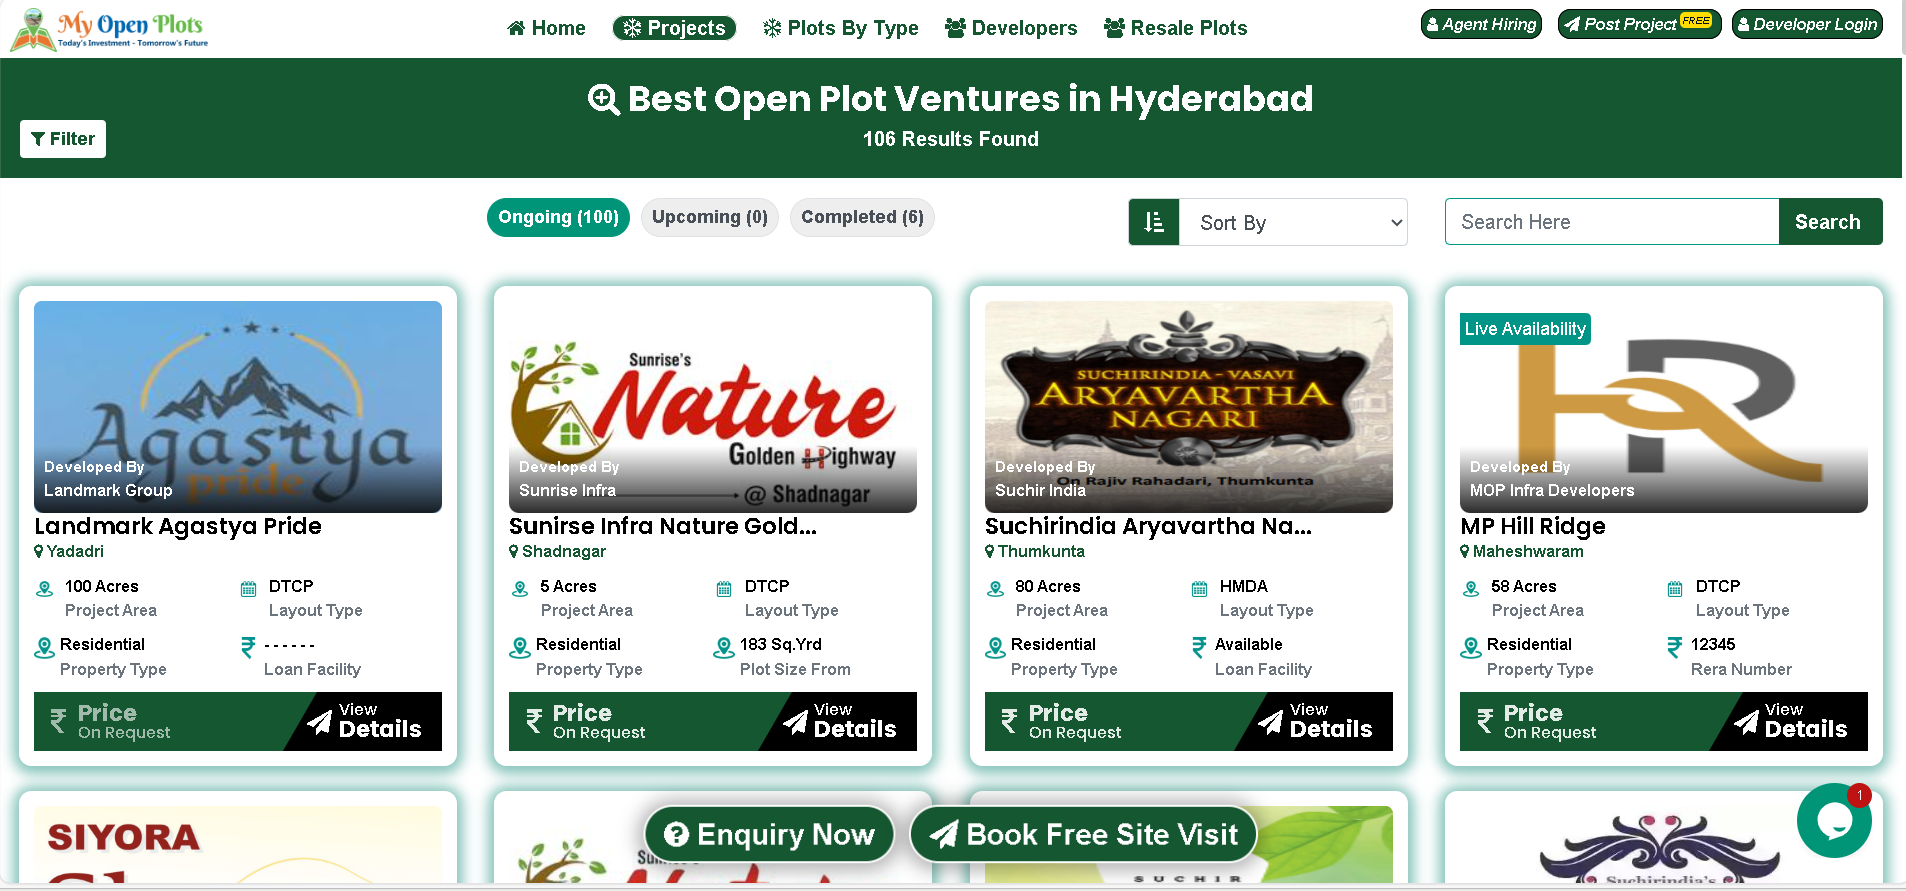 My Open Plots
Today's Investment - Tomorrow's Future
Home
Projects
Plots By Type
Developers
Resale Plots
Agent Hiring
Post Project FREE
Developer Login
Best Open Plot Ventures in Hyderabad
106 Results Found
Filter
Ongoing (100)
Upcoming (0)
Completed (6)
Sort By
Search Here
Search
Agastya
pride
Developed By
Landmark Group
Landmark Agastya Pride
Yadadri
100 Acres
Project Area
DTCP
Layout Type
Residential
Property Type
------
Loan Facility
Price
On Request
View
Details
Sunrise's
Nature
Golden Highway
@ Shadnagar
Developed By
Sunrise Infra
Sunirse Infra Nature Gold...
Shadnagar
5 Acres
Project Area
DTCP
Layout Type
Residential
Property Type
183 Sq.Yrd
Plot Size From
Price
On Request
View
Details
SUCHIRINDIA - VASAVI
ARYAVARTHA
NAGARI
On Rajiv Rahadari, Thumkunta
Developed By
Suchir India
Suchirindia Aryavartha Na...
Thumkunta
80 Acres
Project Area
HMDA
Layout Type
Residential
Property Type
Available
Loan Facility
Price
On Request
View
Details
Live Availability
HR
Developed By
MOP Infra Developers
MP Hill Ridge
Maheshwaram
58 Acres
Project Area
DTCP
Layout Type
Residential
Property Type
12345
Rera Number
Price
On Request
View
Details
SIYORA
Enquiry Now
Book Free Site Visit
SUCHIR
Suchirindia's
1